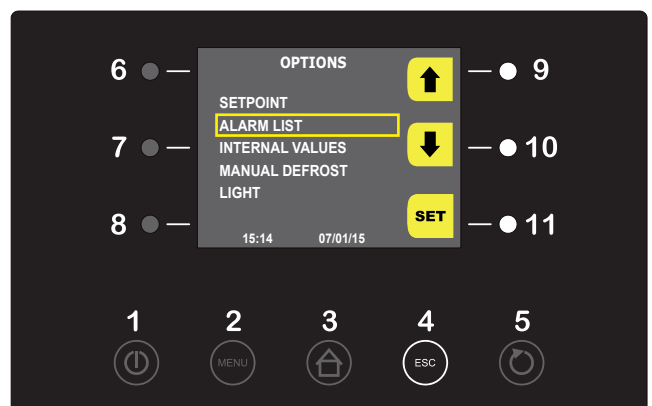 OPTIONS
6
9
SETPOINT
ALARM LIST
7
INTERNAL VALUES
10
MANUAL DEFROST
LIGHT
8
SET
11
15:14 07/01/15
1 2 3 4 5
MENU ESC